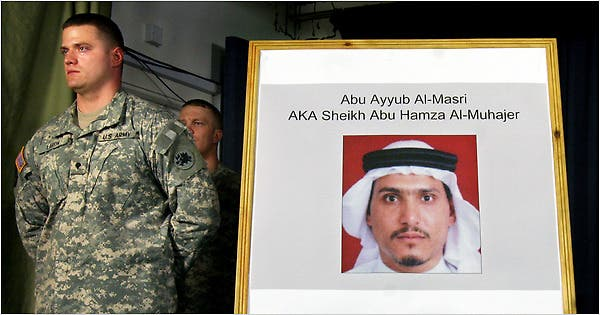 Abu Ayyub Al-Masri
AKA Sheikh Abu Hamza Al-Muhajer
U.S. ARMY